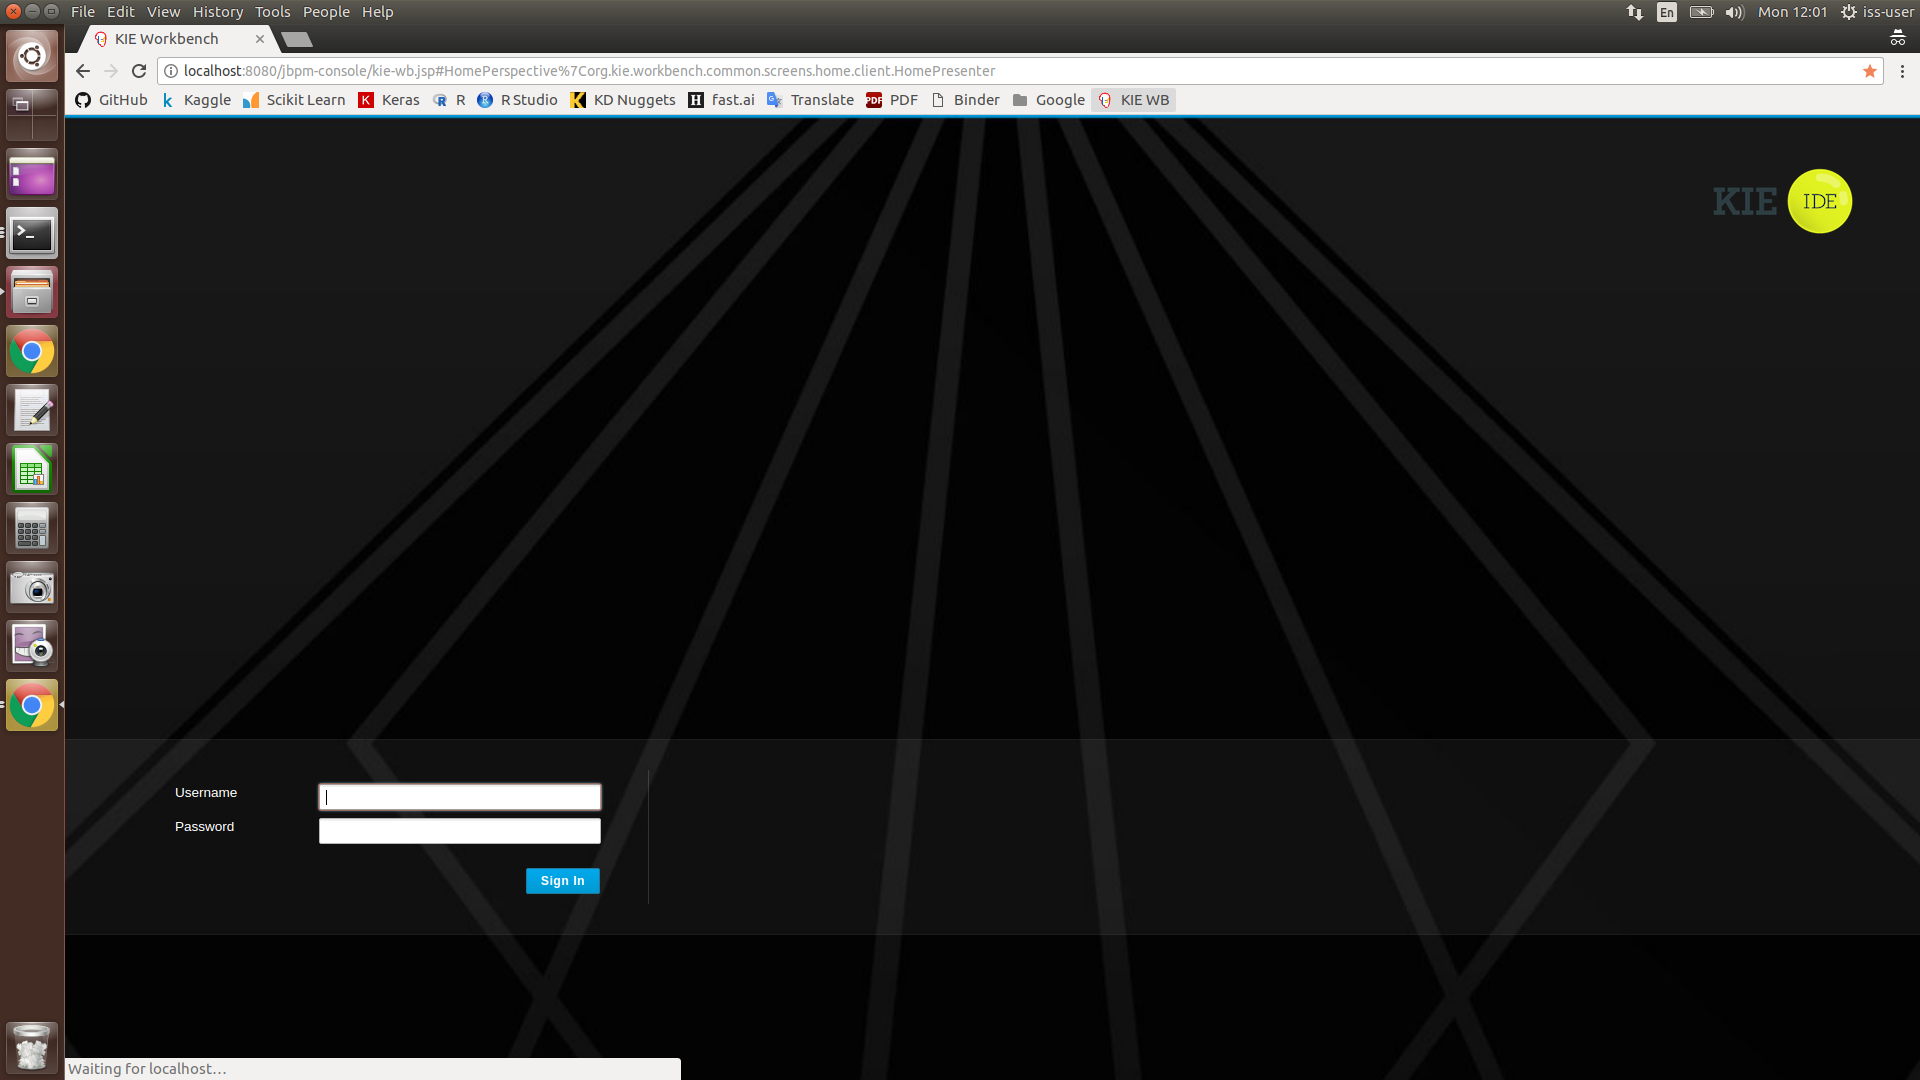 File Edit View History Tools People Help
En Mon 12:01 iss-user
KIE Workbench
localhost:8080/jbpm-console/kie-wb.jsp#HomePerspective%7Corg.kie.workbench.common.screens.home.client.HomePresenter
GitHub Kaggle Scikit Learn Keras R R Studio KD Nuggets fast.ai Translate PDF Binder Google KIE WB
KIE IDE
Username
Password
Sign In
Waiting for localhost...